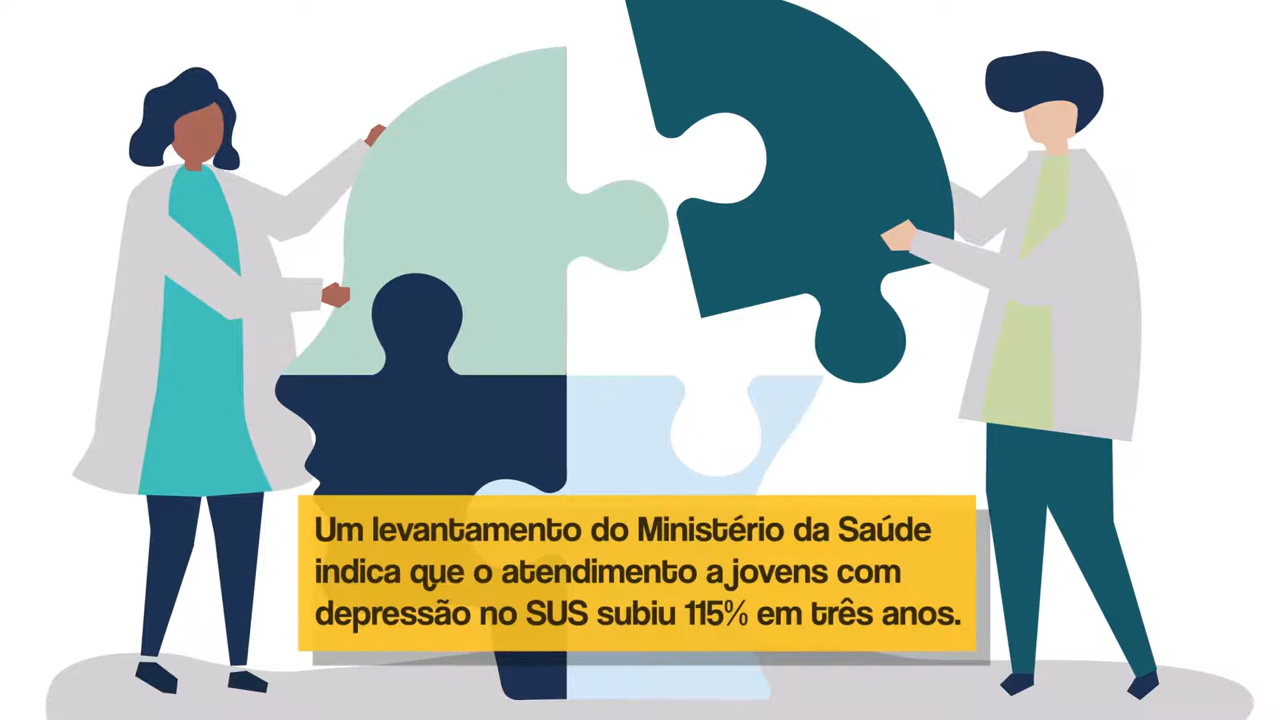 Um levantamento do Ministério da Saúde
indica que o atendimento a jovens com
depressão no SUS subiu 115% em três anos.